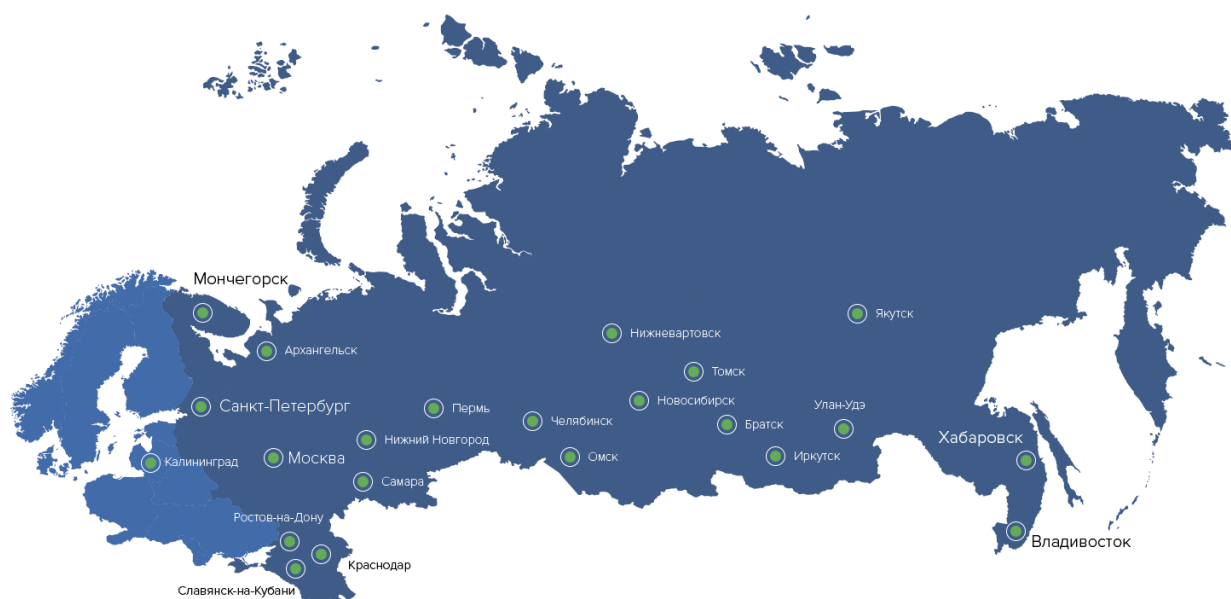 Мончегорск
Якутск
Нижневартовск
Архангельск
Томск
Новосибирск
Улан-Удэ
Санкт-Петербург
Пермь
Челябинск
Братск
Хабаровск
Нижний Новгород
Калининград
Москва
Омск
Иркутск
Самара
Ростов-на-Дону
Владивосток
Краснодар
Славянск-на-Кубани